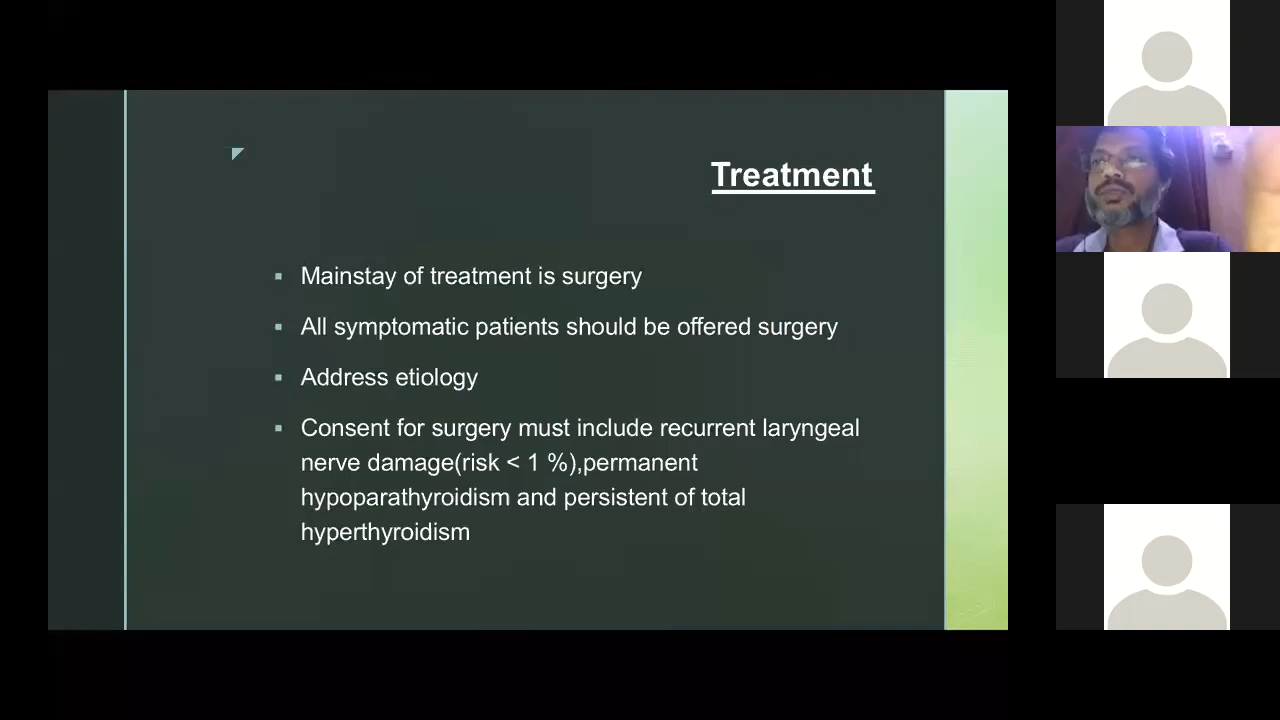 Treatment
▪ Mainstay of treatment is surgery
▪ All symptomatic patients should be offered surgery
▪ Address etiology
▪ Consent for surgery must include recurrent laryngeal
nerve damage(risk < 1 %),permanent
hypoparathyroidism and persistent of total
hyperthyroidism